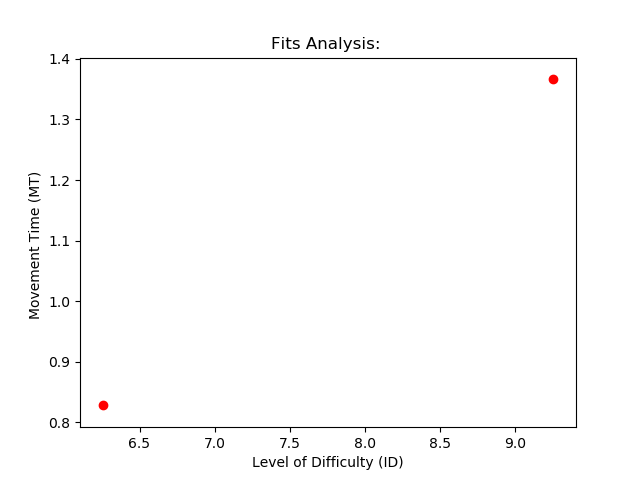 Fits Analysis:
1.4
1.3
1.2
1.1
1.0
0.9
0.8
Movement Time (MT)
6.5 7.0 7.5 8.0 8.5 9.0
Level of Difficulty (ID)